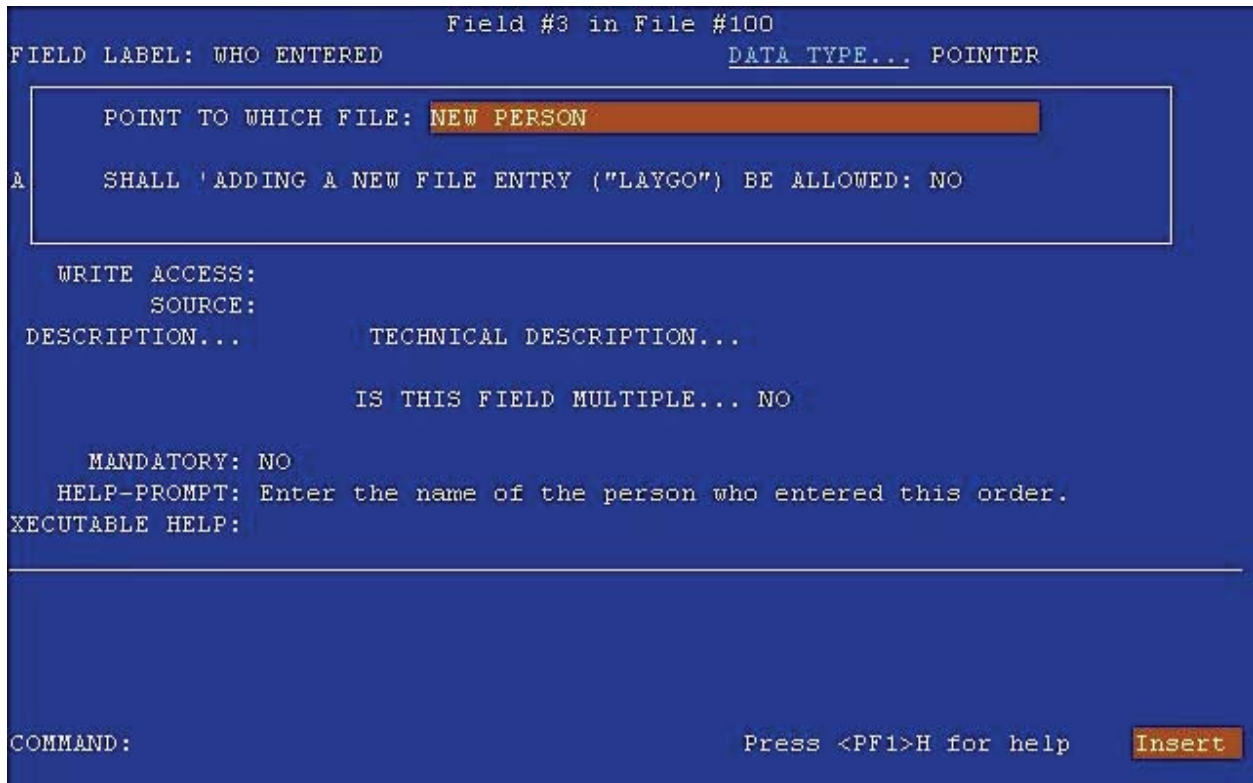 Field #3 in File #100
FIELD LABEL: WHO ENTERED DATA TYPE... POINTER
POINT TO WHICH FILE: NEW PERSON
A SHALL 'ADDING A NEW FILE ENTRY ("LAYGO") BE ALLOWED: NO
WRITE ACCESS:
SOURCE:
DESCRIPTION... TECHNICAL DESCRIPTION...
IS THIS FIELD MULTIPLE... NO
MANDATORY: NO
HELP-PROMPT: Enter the name of the person who entered this order.
XECUTABLE HELP:
COMMAND: Press <PF1>H for help Insert